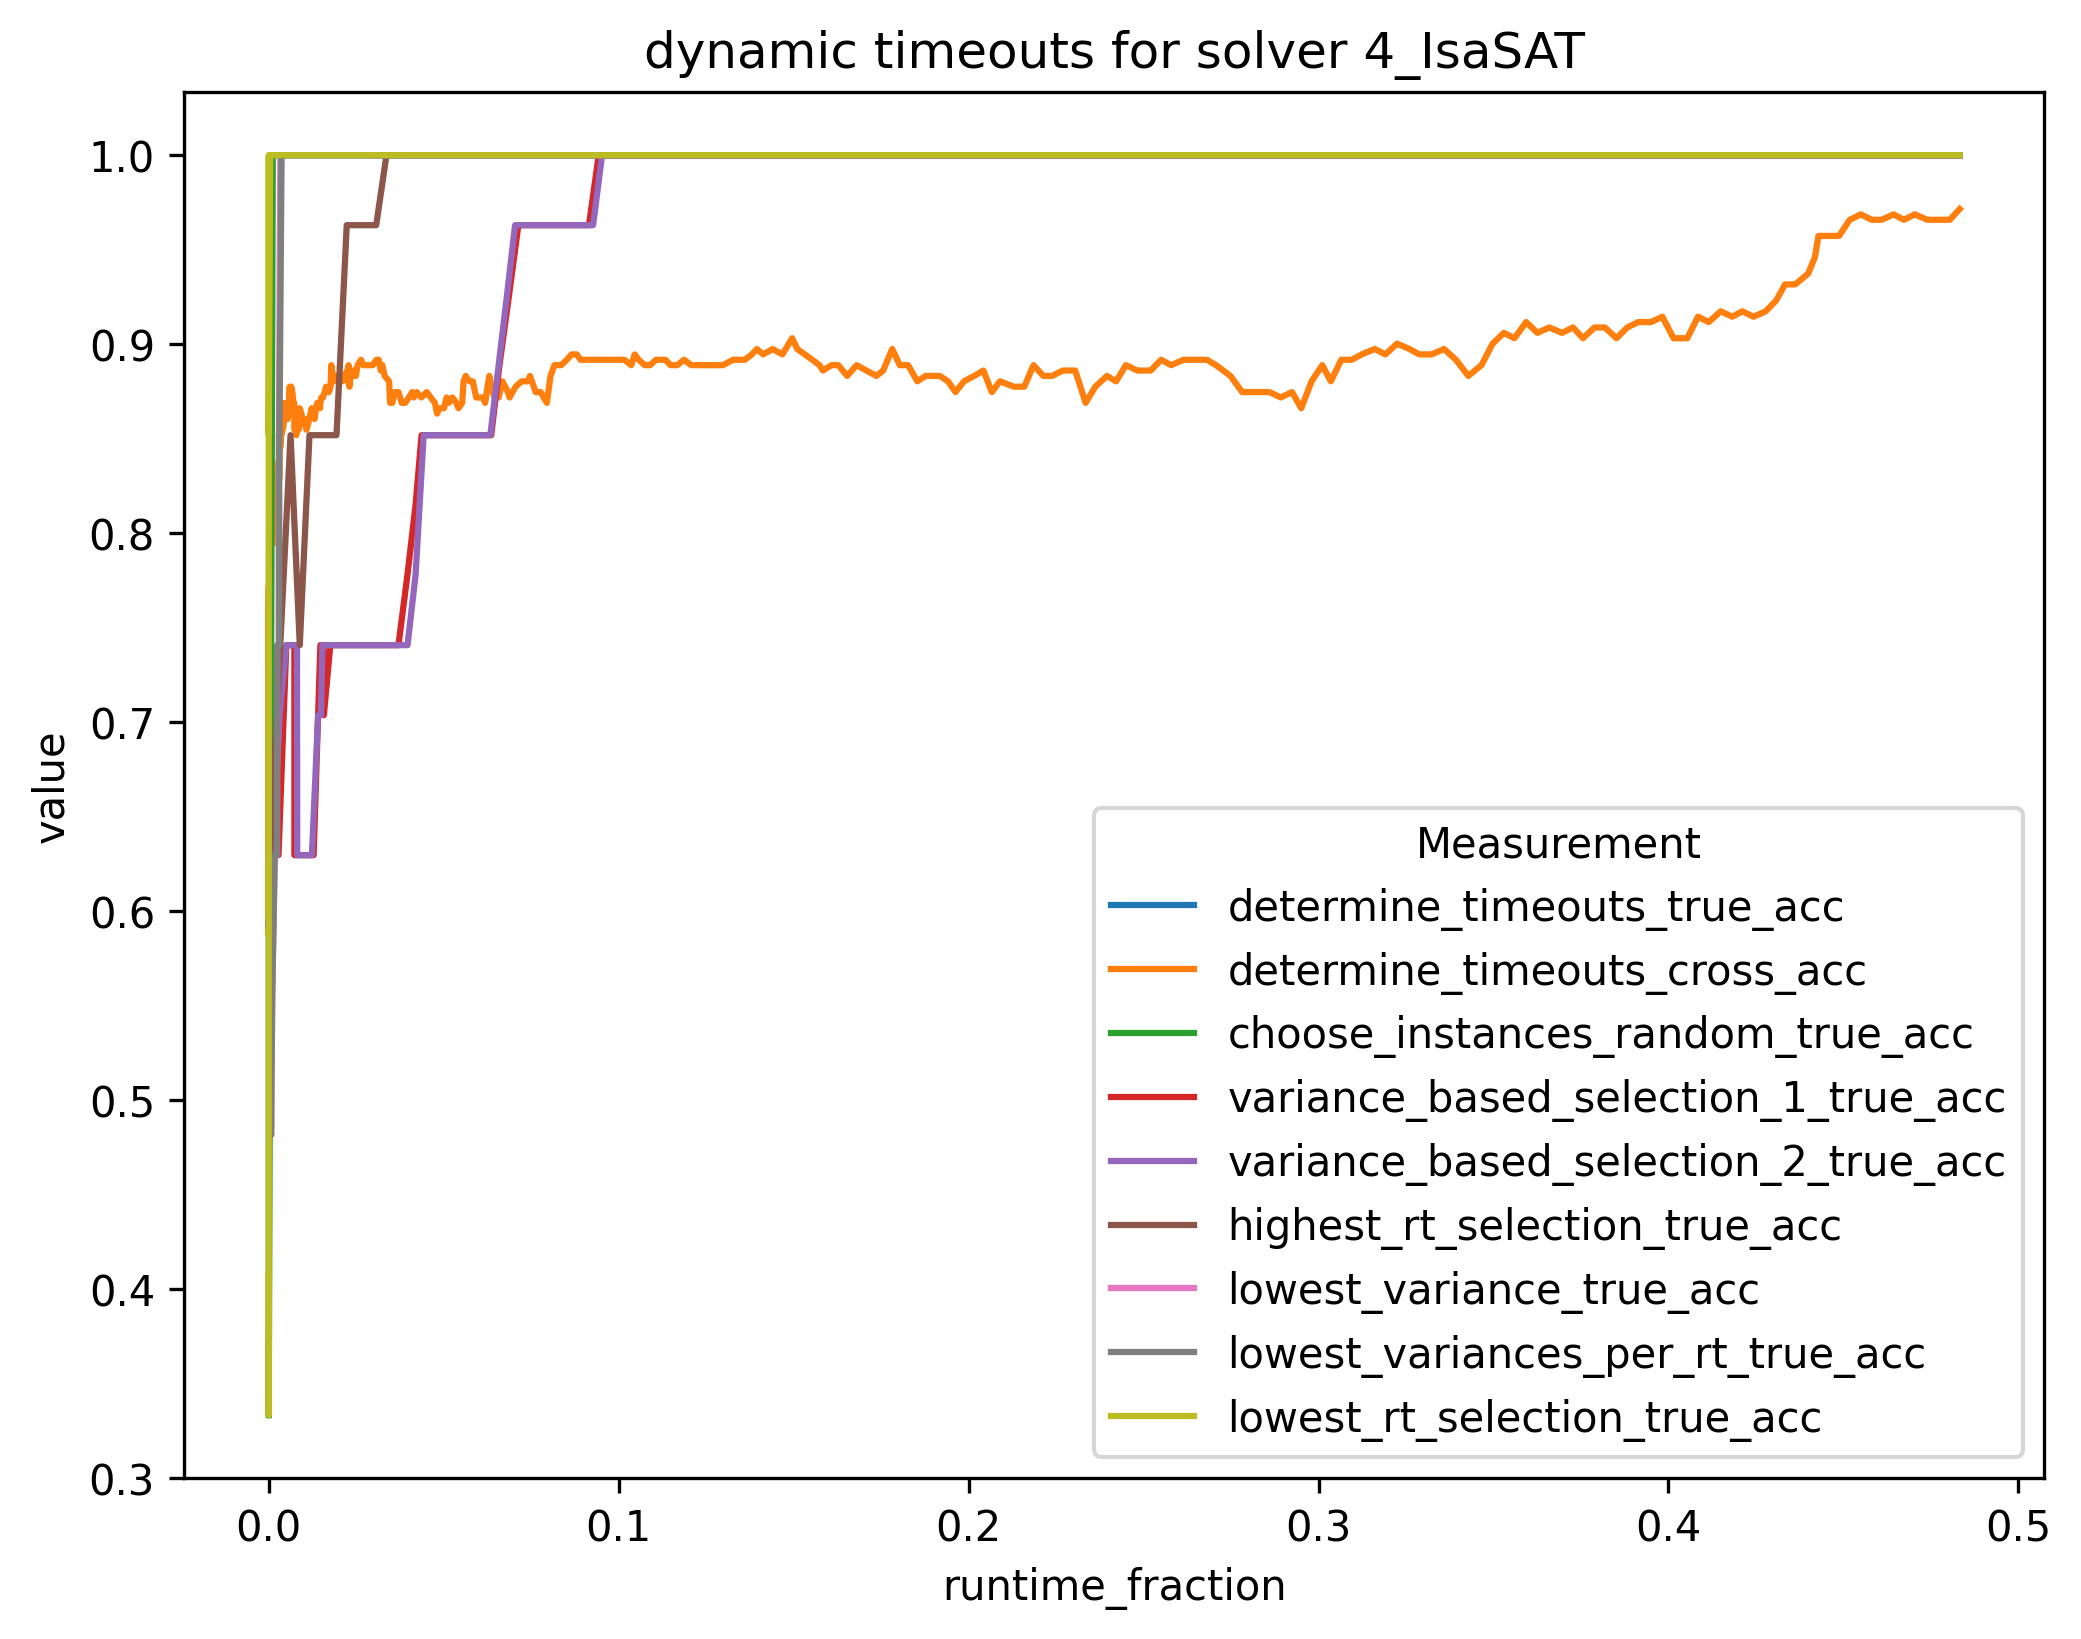 dynamic timeouts for solver 4_IsaSAT
1.0
0.9
0.8
0.7
0.6
0.5
0.4
0.3
value
Measurement
determine_timeouts_true_acc
determine_timeouts_cross_acc
choose_instances_random_true_acc
variance_based_selection_1_true_acc
variance_based_selection_2_true_acc
highest_rt_selection_true_acc
lowest_variance_true_acc
lowest_variances_per_rt_true_acc
lowest_rt_selection_true_acc
0.0 0.1 0.2 0.3 0.4 0.5
runtime_fraction